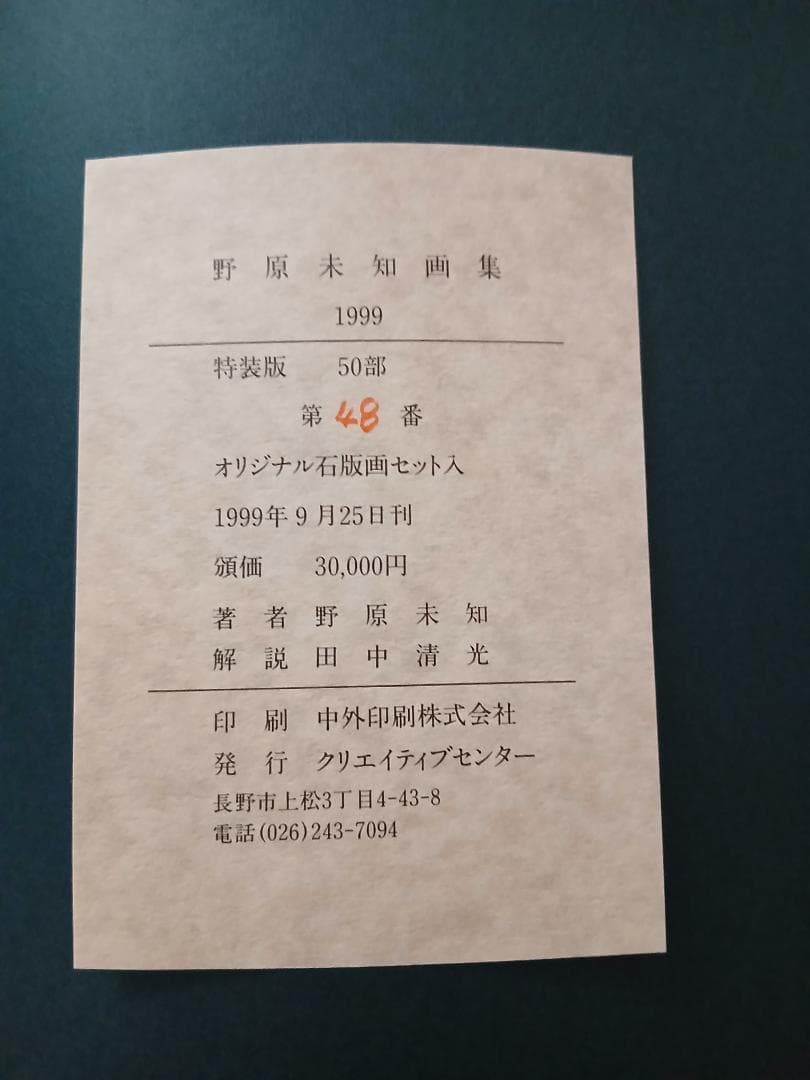 野原未知画集
1999
特装版 50部
第48番
オリジナル石版画セット入
1999年9月25日刊
頒価 30,000円
著者 野原未知
解説 田中清光
印刷 中外印刷株式会社
発行 クリエイティブセンター
長野市上松3丁目4-43-8
電話(026)243-7094